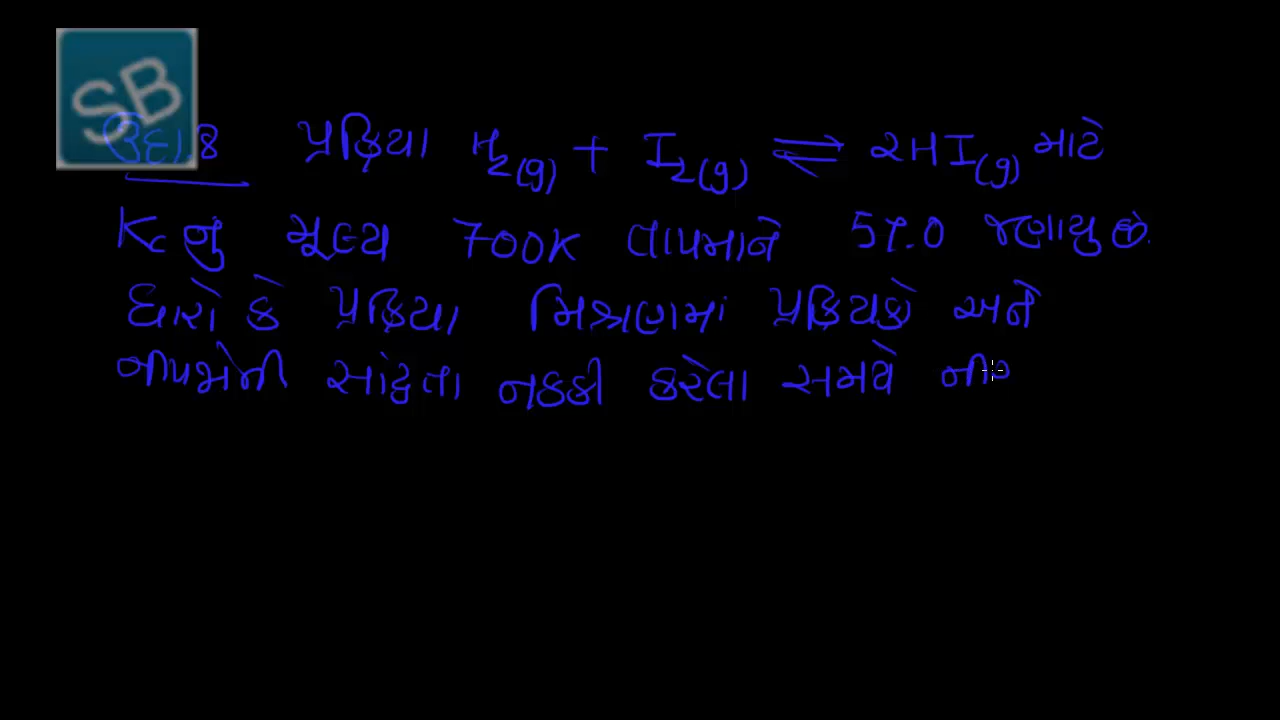 SB
ઉદા.8 પ્રક્રિયા H2(g) + I2(g) ⇌ 2HI(g) માટે
Kc નું મૂલ્ય 700K તાપમાને 57.0 જણાયુ છે.
ધારો કે પ્રક્રિયા મિશ્રણમાં પ્રક્રિયકો અને
નીપજોની સાંદ્રતા નક્કી કરેલા સમયે